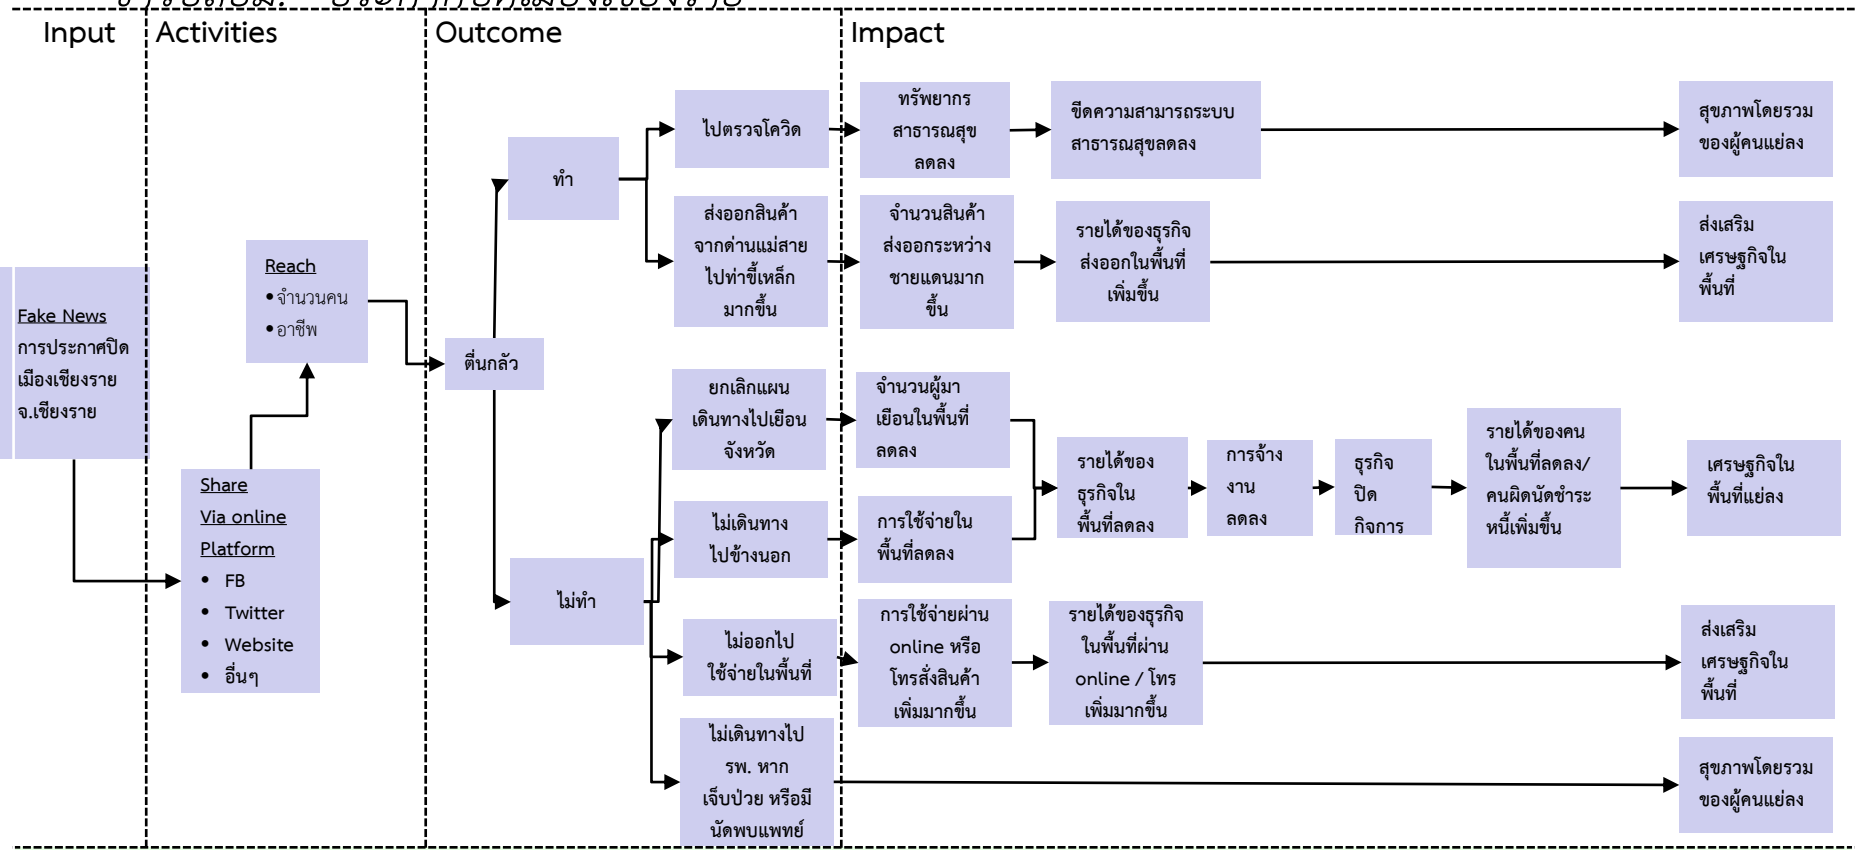 Input
Activities
Outcome
Impact
Fake News
การประกาศปิด
เมืองเชียงราย
จ.เชียงราย
Reach
•จำนวนคน
•อาชีพ
Share
Via online
Platform
• FB
• Twitter
• Website
• อื่นๆ
ตื่นกลัว
ทำ
ไม่ทำ
ไปตรวจโควิด
ทรัพยากร
สาธารณสุข
ลดลง
ขีดความสามารถระบบ
สาธารณสุขลดลง
สุขภาพโดยรวม
ของผู้คนแย่ลง
ส่งออกสินค้า
จากด่านแม่สาย
ไปท่าขี้เหล็ก
มากขึ้น
จำนวนสินค้า
ส่งออกระหว่าง
ชายแดนมาก
ขึ้น
รายได้ของธุรกิจ
ส่งออกในพื้นที่
เพิ่มขึ้น
ส่งเสริม
เศรษฐกิจใน
พื้นที่
ยกเลิกแผน
เดินทางไปเยือน
จังหวัด
จำนวนผู้มา
เยือนในพื้นที่
ลดลง
ไม่เดินทาง
ไปข้างนอก
การใช้จ่ายใน
พื้นที่ลดลง
รายได้ของ
ธุรกิจใน
พื้นที่ลดลง
การจ้าง
งาน
ลดลง
ธุรกิจ
ปิด
กิจการ
รายได้ของคน
ในพื้นที่ลดลง/
คนผิดนัดชำระ
หนี้เพิ่มขึ้น
เศรษฐกิจใน
พื้นที่แย่ลง
ไม่ออกไป
ใช้จ่ายในพื้นที่
การใช้จ่ายผ่าน
online หรือ
โทรสั่งสินค้า
เพิ่มมากขึ้น
รายได้ของธุรกิจ
ในพื้นที่ผ่าน
online / โทร
เพิ่มมากขึ้น
ส่งเสริม
เศรษฐกิจใน
พื้นที่
ไม่เดินทางไป
รพ. หาก
เจ็บป่วย หรือมี
นัดพบแพทย์
สุขภาพโดยรวม
ของผู้คนแย่ลง